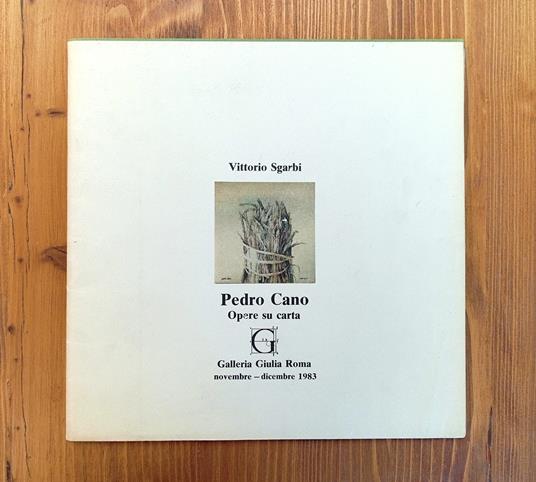 Vittorio Sgarbi
Pedro Cano
Opere su carta
G
Galleria Giulia Roma
novembre – dicembre 1983